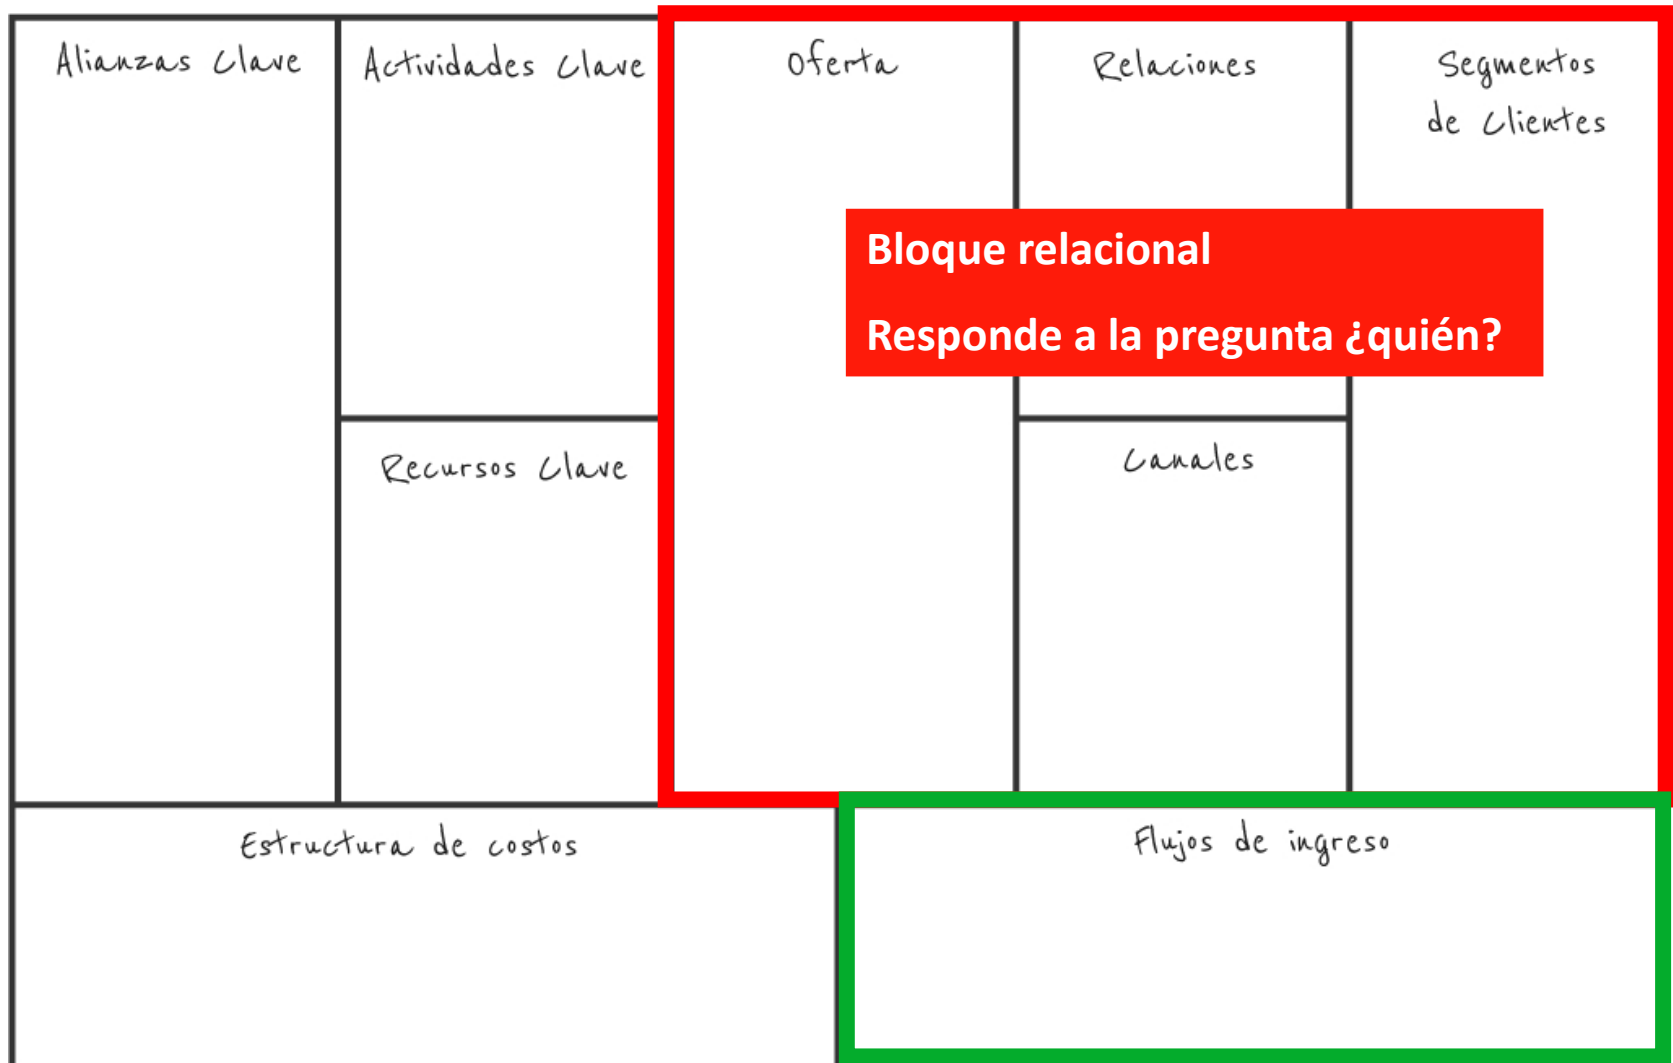 Alianzas Clave
Actividades Clave
Oferta
Relaciones
Segmentos
de Clientes
Bloque relacional
Responde a la pregunta ¿quién?
Recursos Clave
Canales
Estructura de costos
Flujos de ingreso